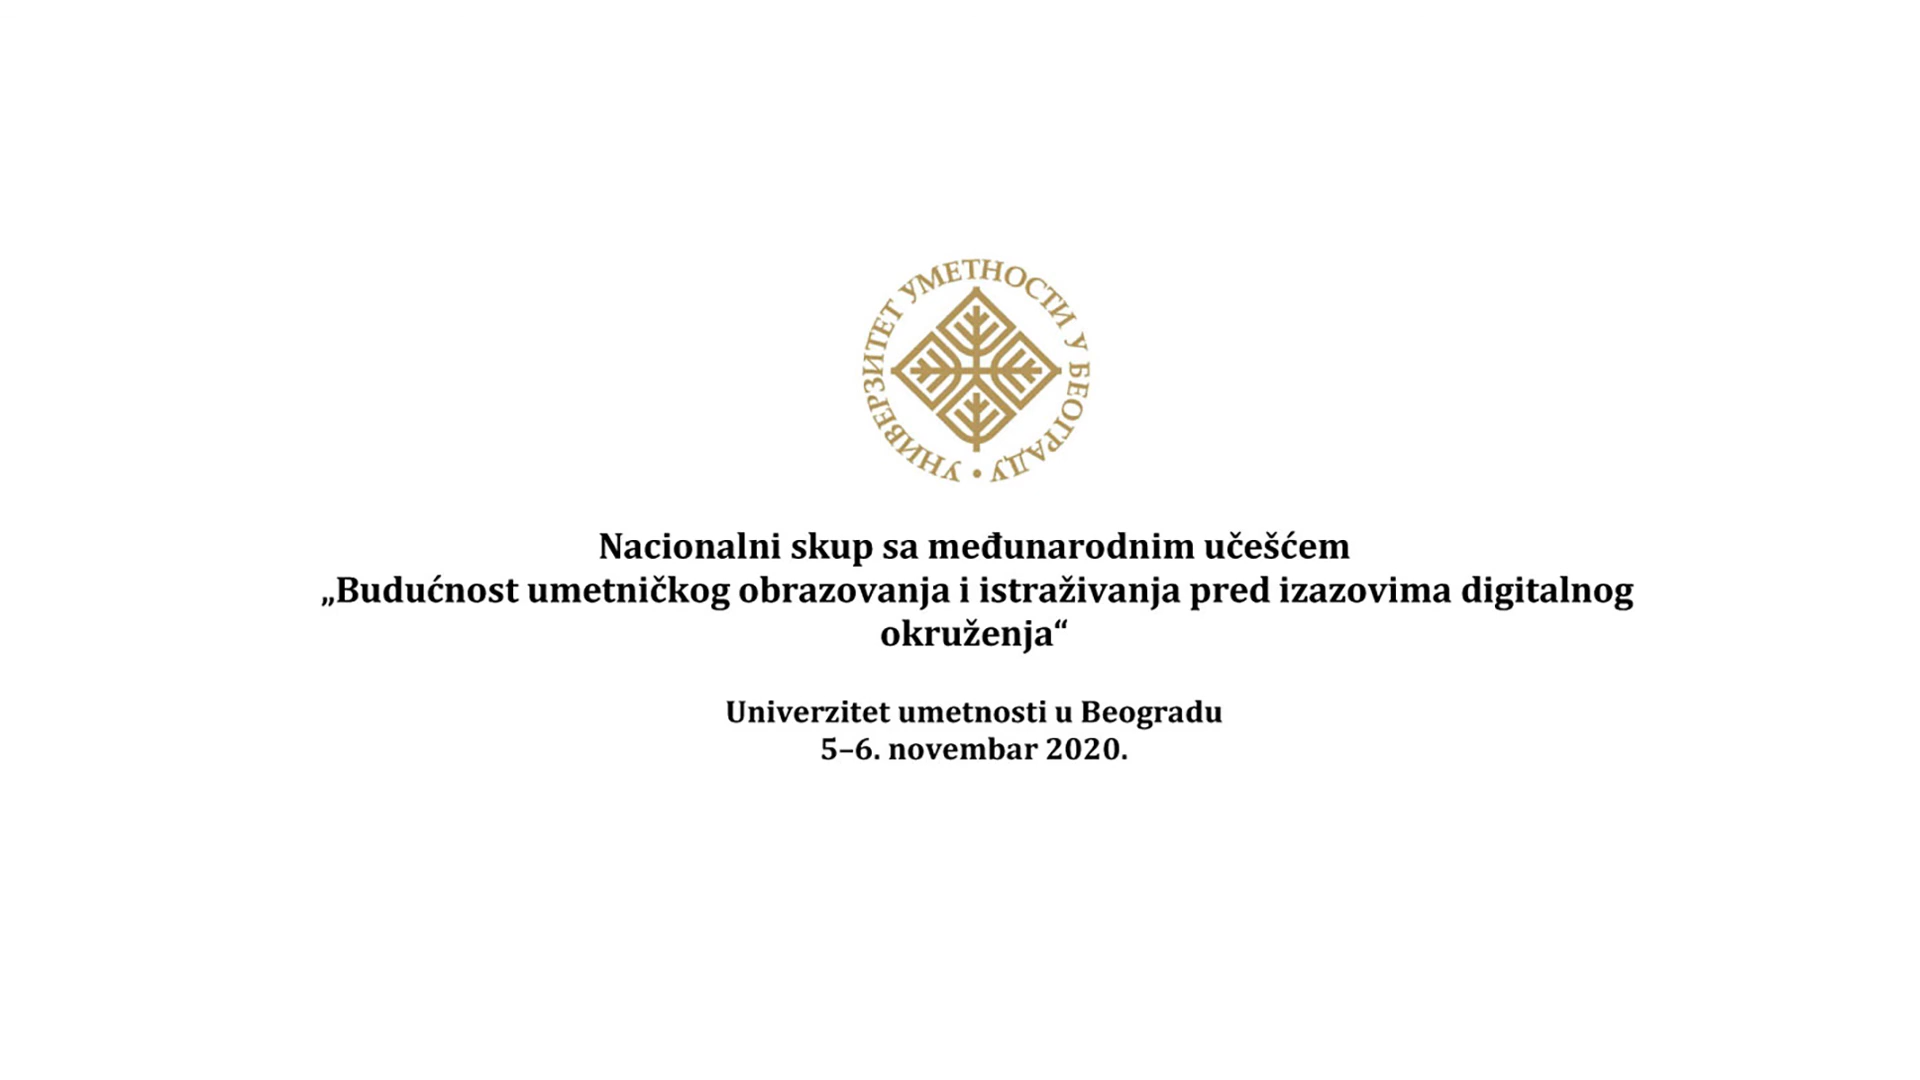 УНИВЕРЗИТЕТ УМЕТНОСТИ У БЕОГРАДУ •
Nacionalni skup sa međunarodnim učešćem
„Budućnost umetničkog obrazovanja i istraživanja pred izazovima digitalnog
okruženja“
Univerzitet umetnosti u Beogradu
5–6. novembar 2020.